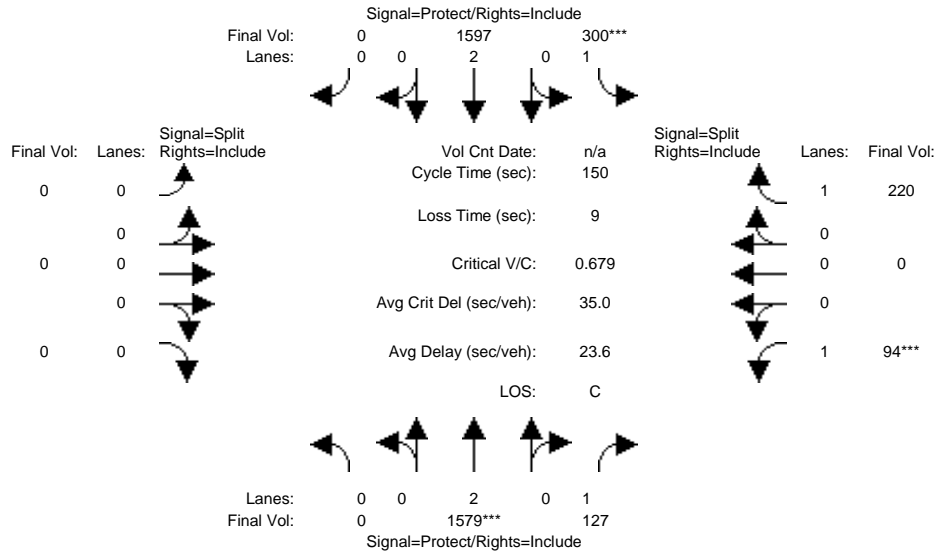 Signal=Protect/Rights=Include
Final Vol: 0 1597 300***
Lanes: 0 0 2 0 1
Signal=Split
Final Vol: Lanes: Rights=Include
Vol Cnt Date: n/a
Signal=Split
Rights=Include Lanes: Final Vol:
Cycle Time (sec): 150
0 0
1 220
Loss Time (sec): 9
0
0
0 0
Critical V/C: 0.679
0 0
0
Avg Crit Del (sec/veh): 35.0
0
0 0
Avg Delay (sec/veh): 23.6
1 94***
LOS: C
Lanes: 0 0 2 0 1
Final Vol: 0 1579*** 127
Signal=Protect/Rights=Include